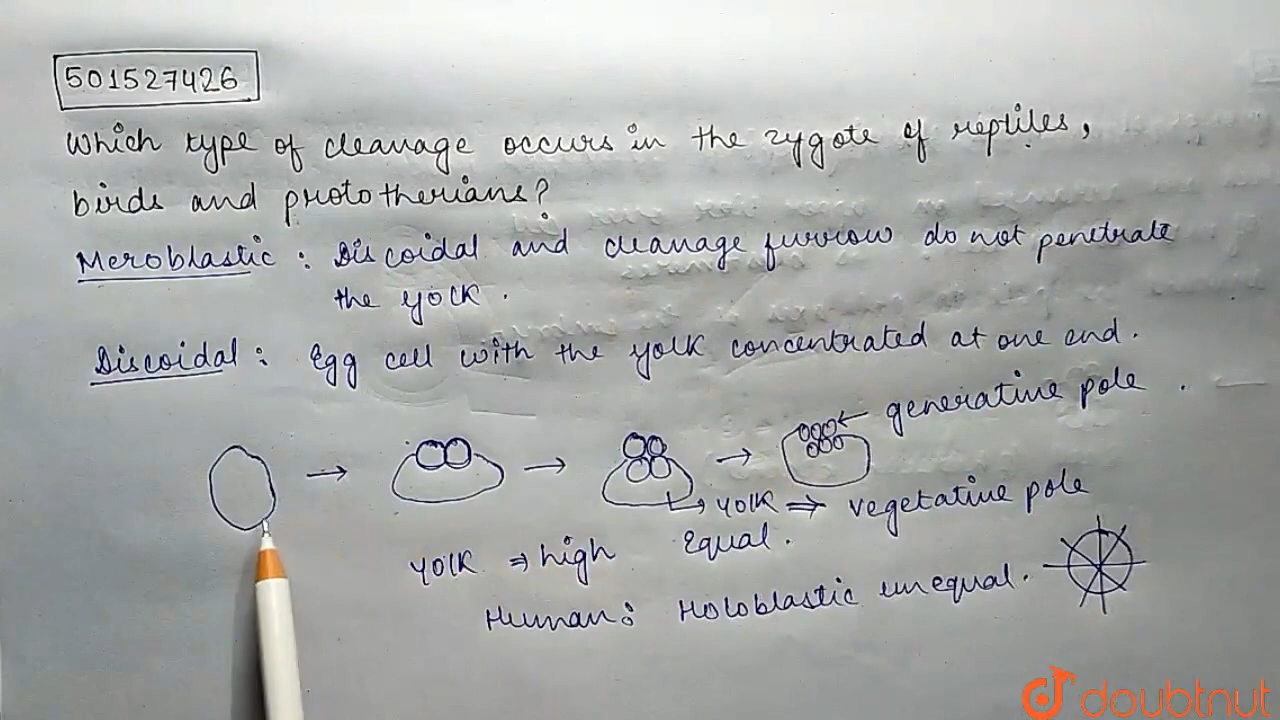 501527426
Which type of cleavage occurs in the zygote of reptiles,
birds and prototherians?
Meroblastic : Discoidal and cleavage furrow do not penetrate
the yolk .
Discoidal : Egg cell with the yolk concentrated at one end.
← generative pole .
→ → →
↳ yolk ⇒ vegetative pole
yolk ⇒ high Equal.
Human : Holoblastic unequal.
doubtnut